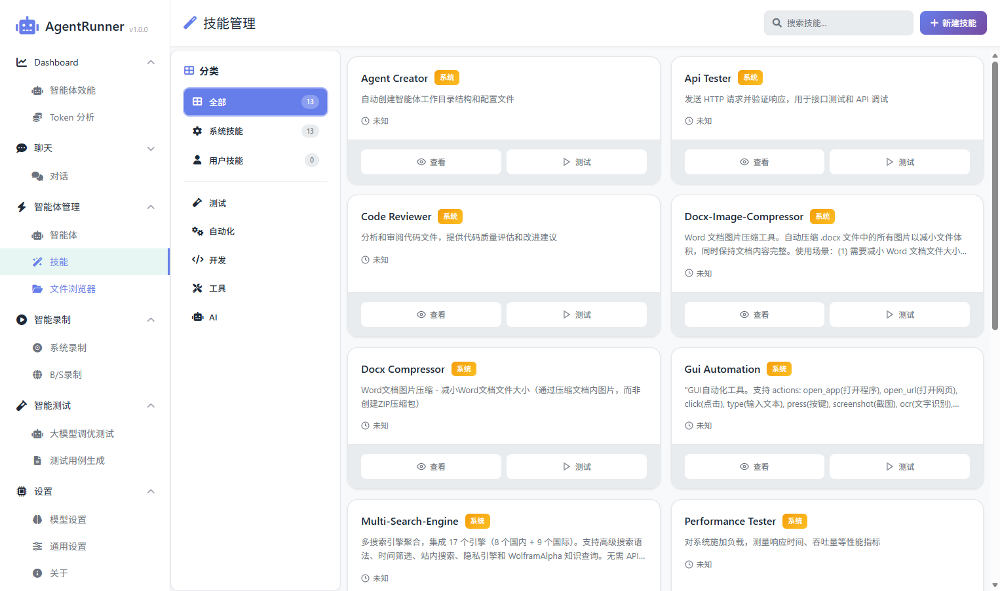 AgentRunner v1.0.0
Dashboard
智能体效能
Token 分析
聊天
对话
智能体管理
智能体
技能
文件浏览器
智能录制
系统录制
B/S录制
智能测试
大模型调优测试
测试用例生成
设置
模型设置
通用设置
关于
技能管理
搜索技能...
新建技能
分类
全部 13
系统技能 13
用户技能 0
测试
自动化
开发
工具
AI
Agent Creator 系统
自动创建智能体工作目录结构和配置文件
未知
查看 测试
Api Tester 系统
发送 HTTP 请求并验证响应，用于接口测试和 API 调试
未知
查看 测试
Code Reviewer 系统
分析和审阅代码文件，提供代码质量评估和改进建议
未知
查看 测试
Docx-Image-Compressor 系统
Word 文档图片压缩工具。自动压缩 .docx 文件中的所有图片以减小文件体
积，同时保持文档内容完整。使用场景：(1) 需要减小 Word 文档文件大小...
未知
查看 测试
Docx Compressor 系统
Word文档图片压缩 - 减小Word文档文件大小（通过压缩文档内图片，而非
创建ZIP压缩包）
未知
查看 测试
Gui Automation 系统
"GUI自动化工具。支持 actions: open_app(打开程序), open_url(打开网页),
click(点击), type(输入文本), press(按键), screenshot(截图), ocr(文字识别),...
未知
查看 测试
Multi-Search-Engine 系统
多搜索引擎聚合，集成 17 个引擎（8 个国内 + 9 个国际）。支持高级搜索语
法、时间筛选、站内搜索、隐私引擎和 WolframAlpha 知识查询。无需 API...
未知
Performance Tester 系统
对系统施加负载，测量响应时间、吞吐量等性能指标
未知